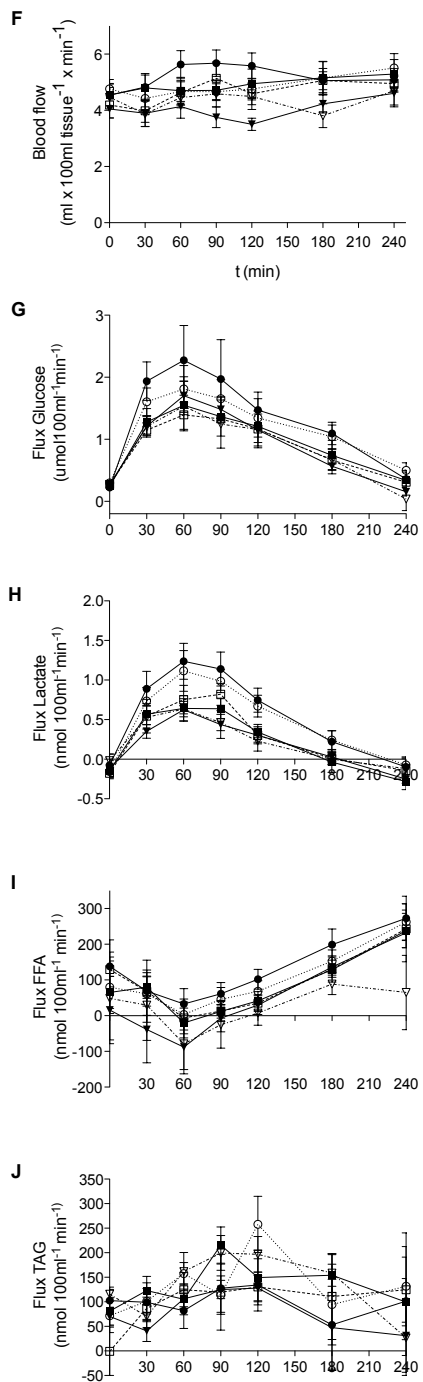 F
Blood flow
(ml x 100ml tissue⁻¹ x min⁻¹)
6
4
2
0
0 30 60 90 120 150 180 210 240
t (min)
G
Flux Glucose
(umol100ml⁻¹min⁻¹)
3
2
1
0
0 30 60 90 120 150 180 210 240
H
Flux Lactate
(nmol 100ml⁻¹min⁻¹)
2.0
1.5
1.0
0.5
0.0
-0.5
30 60 90 120 150 180 210 240
I
Flux FFA
(nmol 100ml⁻¹ min⁻¹)
300
200
100
0
-100
-200
30 60 90 120 150 180 210 240
J
Flux TAG
(nmol 100ml⁻¹ min⁻¹)
350
300
250
200
150
100
50
0
-50
30 60 90 120 150 180 210 240